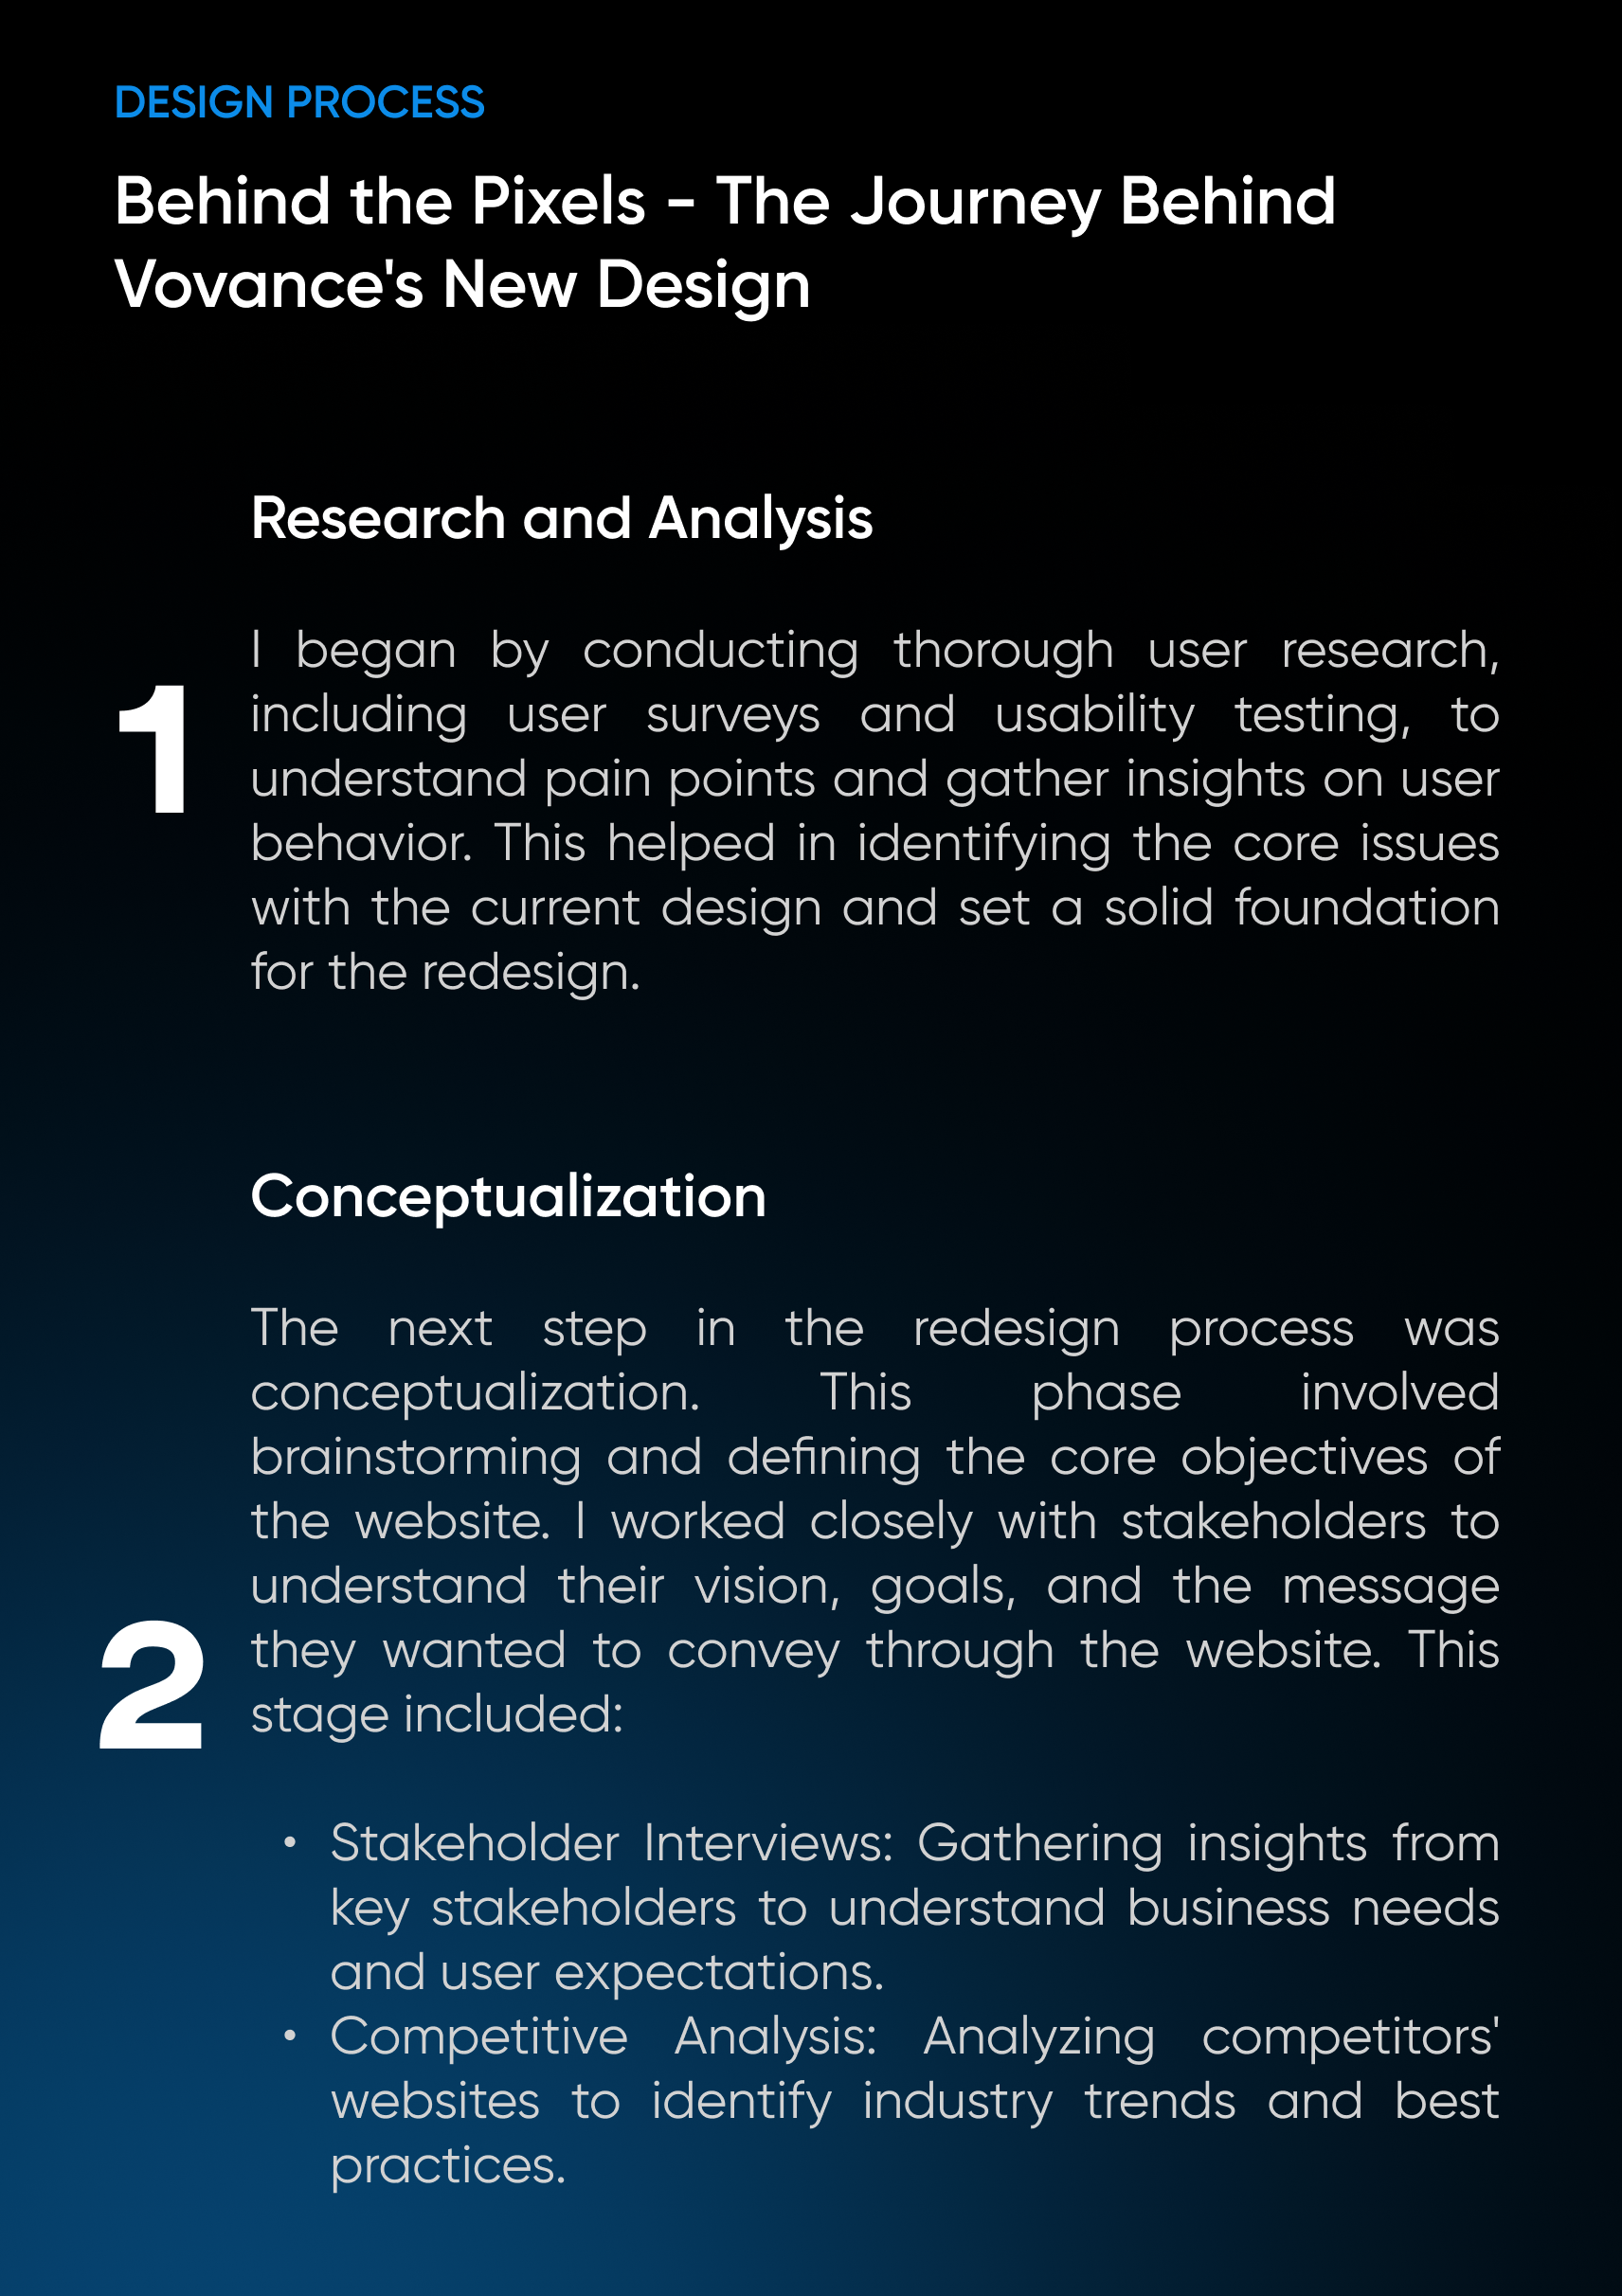 DESIGN PROCESS
Behind the Pixels - The Journey Behind
Vovance's New Design
Research and Analysis
1
I began by conducting thorough user research,
including user surveys and usability testing, to
understand pain points and gather insights on user
behavior. This helped in identifying the core issues
with the current design and set a solid foundation
for the redesign.
Conceptualization
2
The next step in the redesign process was
conceptualization. This phase involved
brainstorming and defining the core objectives of
the website. I worked closely with stakeholders to
understand their vision, goals, and the message
they wanted to convey through the website. This
stage included:
• Stakeholder Interviews: Gathering insights from
key stakeholders to understand business needs
and user expectations.
• Competitive Analysis: Analyzing competitors'
websites to identify industry trends and best
practices.